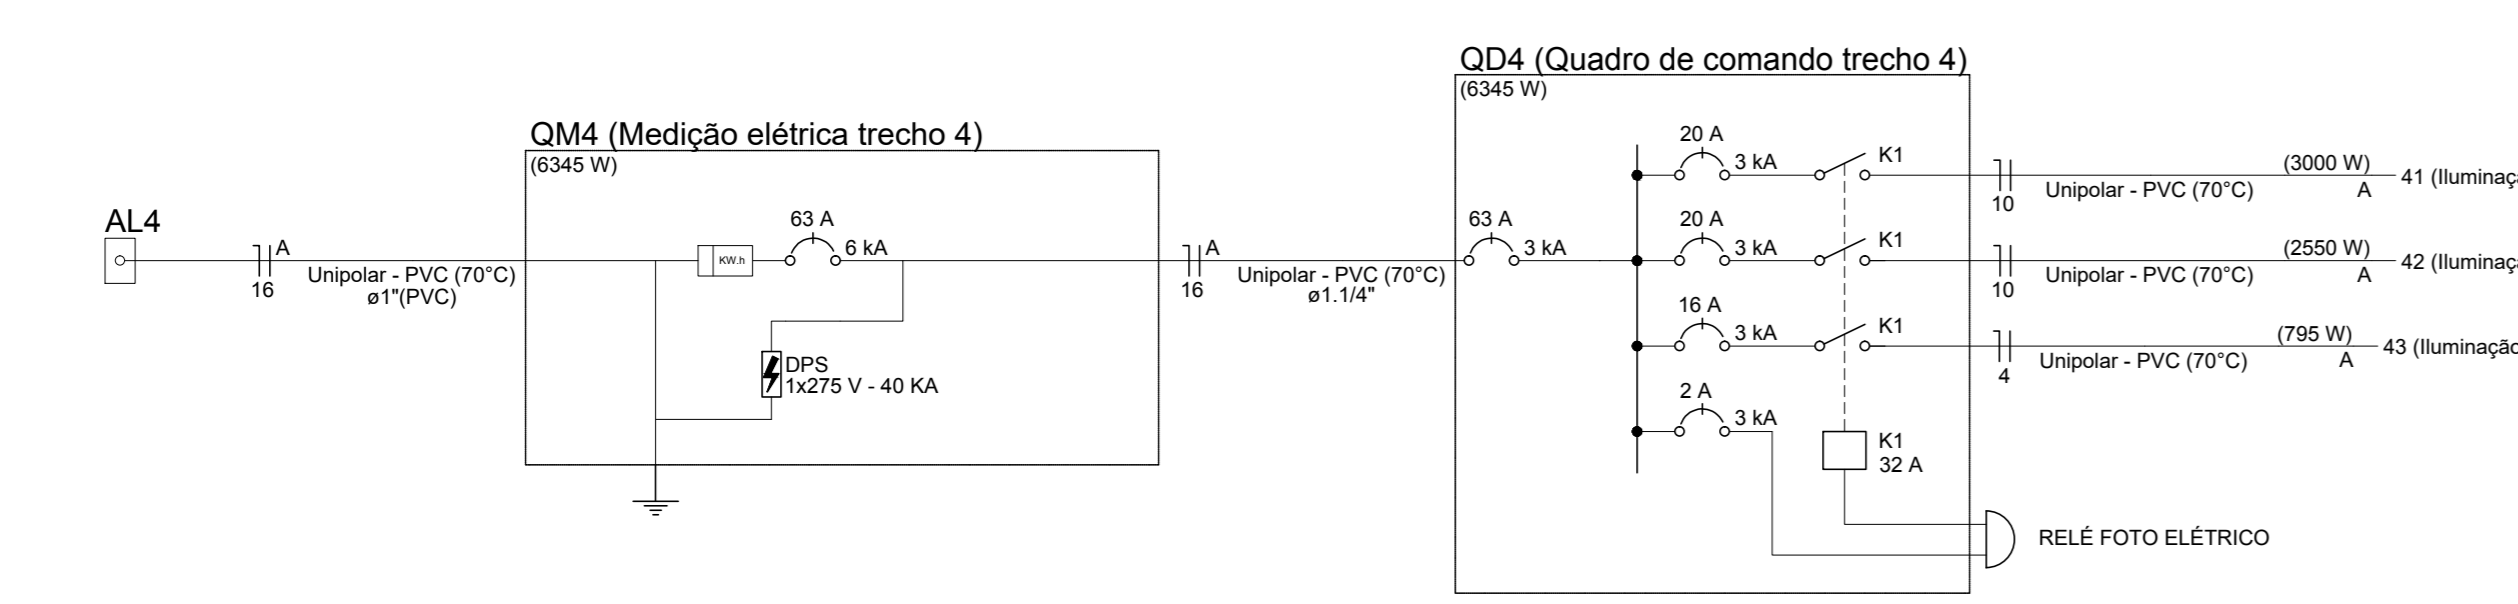 AL4
A
16
Unipolar - PVC (70°C)
ø1"(PVC)
QM4 (Medição elétrica trecho 4)
(6345 W)
KW.h
63 A
6 kA
DPS
1x275 V - 40 KA
A
16
Unipolar - PVC (70°C)
ø1.1/4"
QD4 (Quadro de comando trecho 4)
(6345 W)
63 A
3 kA
20 A
3 kA
K1
10
Unipolar - PVC (70°C)
(3000 W)
A
41 (Iluminaç
20 A
3 kA
K1
10
Unipolar - PVC (70°C)
(2550 W)
A
42 (Iluminaç
16 A
3 kA
K1
4
Unipolar - PVC (70°C)
(795 W)
A
43 (Iluminação
2 A
3 kA
K1
32 A
RELÉ FOTO ELÉTRICO